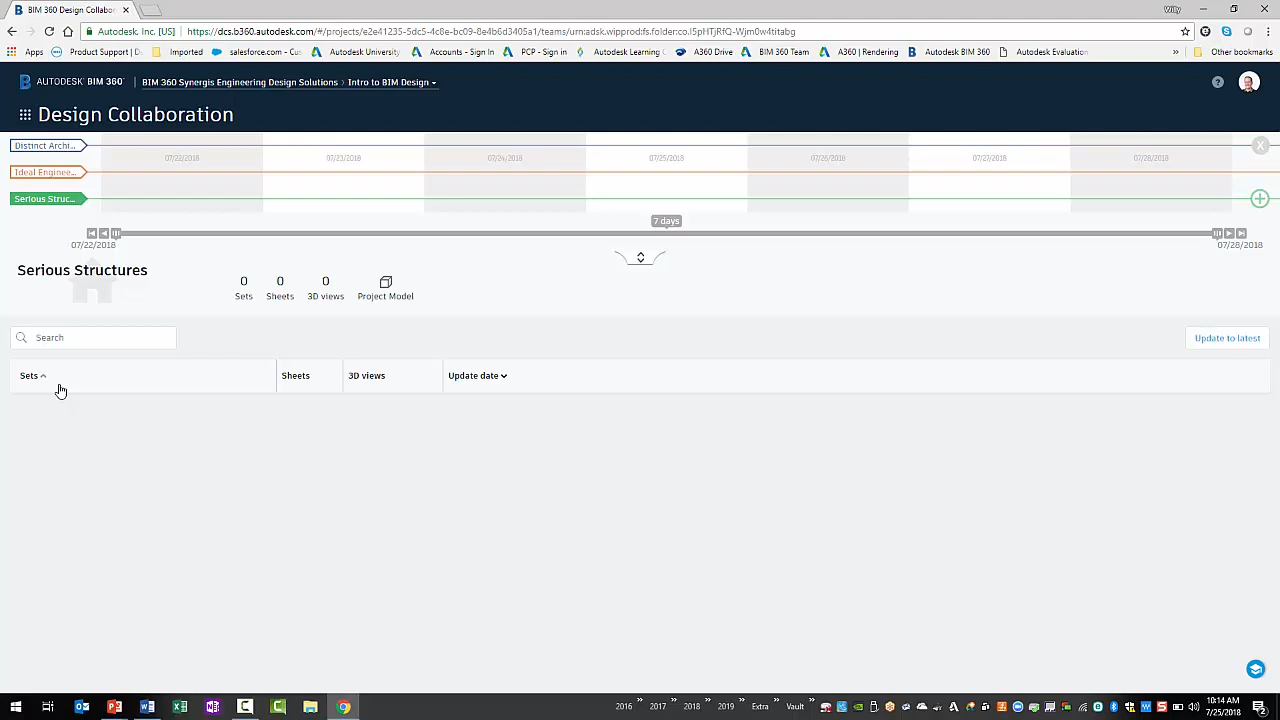 BIM 360 Design Collabor
Willy
Autodesk, Inc. [US]
https://dcs.b360.autodesk.com/#/projects/e2e41235-5dc5-4c8e-bc09-8e4b6d34b0a1/teams/urn:adsk.wipprod:fs.folder:co.l5pHTjRfQ-Wjm0w4titabg
Apps
Product Support | D
Imported
salesforce.com - Cus
Autodesk University
Accounts - Sign In
PCP - Sign in
Autodesk Learning C
A360 Drive
BIM 360 Team
A360 | Rendering
Autodesk BIM 360
Autodesk Evaluation
»
Other bookmarks
AUTODESK® BIM 360™
BIM 360 Synergis Engineering Design Solutions > Intro to BIM Design
Design Collaboration
Distinct Archi...
07/22/2018
07/23/2018
07/24/2018
07/25/2018
07/26/2018
07/27/2018
07/28/2018
X
Ideal Enginee...
Serious Struc...
7 days
07/22/2018
07/28/2018
Serious Structures
0
0
0
Sets
Sheets
3D views
Project Model
Search
Update to latest
Sets
Sheets
3D views
Update date
2016
2017
2018
2019
Extra
Vault
10:14 AM
7/25/2018